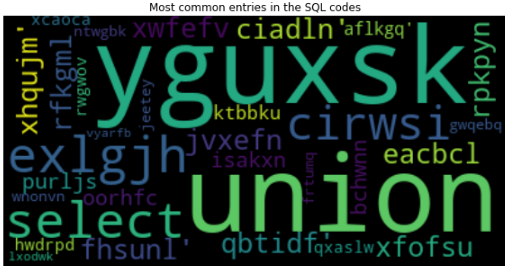 Most common entries in the SQL codes
xcaoca
ntwgbk
xwfefv
ciadln'
aflkgq'
xhqujm'
rfkgml
rwgwov
yguxsk
rpkpyn
jeetey
ktbbku
cirwsi
gwqebq
vyarfb
jvxefn
exlgjh
isakxn
eacbcl
purljs
whonvn
oorhfc
union
frtumq
bchwnn
select
hwdrpd
lxodwk
fhsunl'
qbtidf'
qxaslw
xfofsu